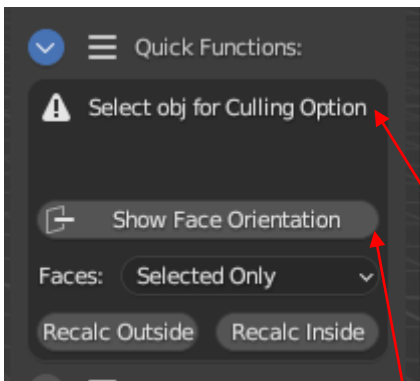 Quick Functions:
Select obj for Culling Option
Show Face Orientation
Faces: Selected Only
Recalc Outside Recalc Inside